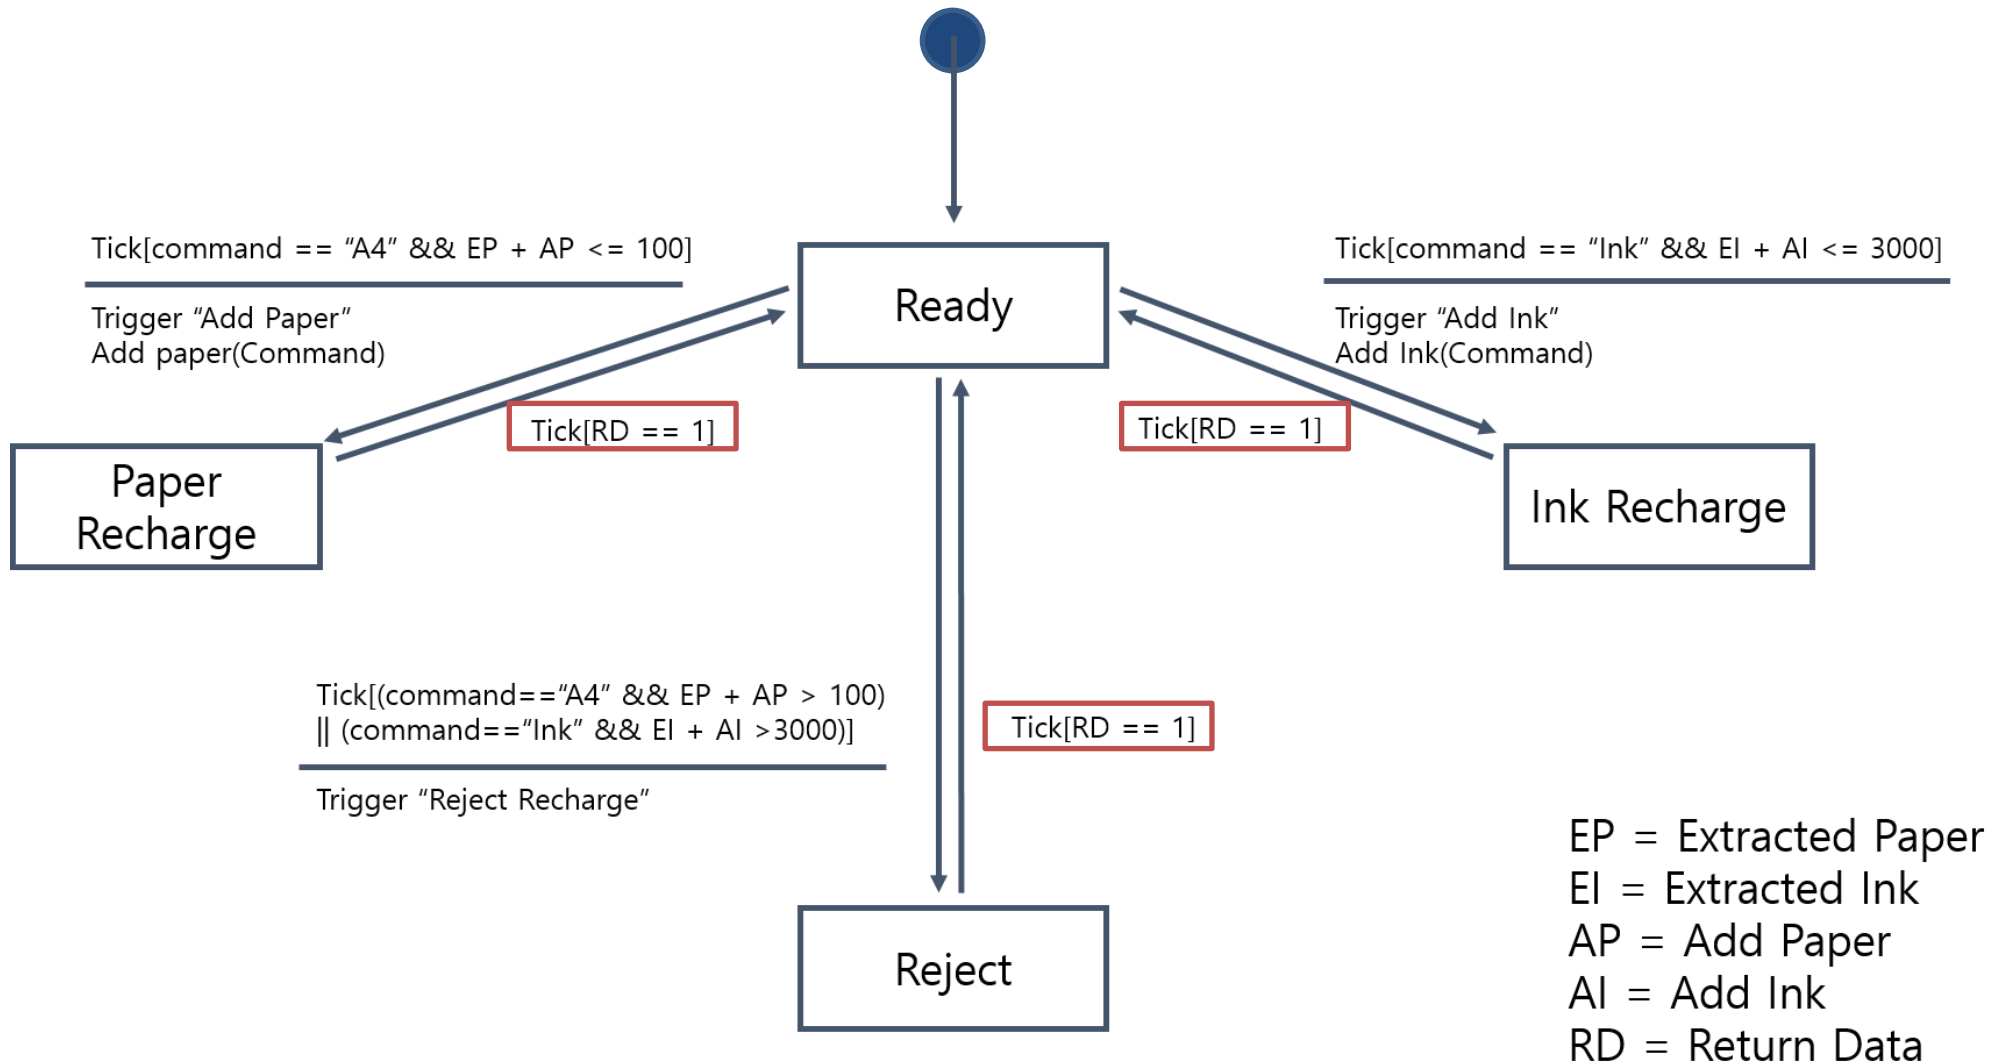 Tick[command == “A4” && EP + AP <= 100]
Trigger “Add Paper”
Add paper(Command)
Ready
Tick[command == “Ink” && EI + AI <= 3000]
Trigger “Add Ink”
Add Ink(Command)
Tick[RD == 1]
Tick[RD == 1]
Paper
Recharge
Ink Recharge
Tick[(command==“A4” && EP + AP > 100)
|| (command==“Ink” && EI + AI >3000)]
Trigger “Reject Recharge”
Tick[RD == 1]
Reject
EP = Extracted Paper
EI = Extracted Ink
AP = Add Paper
AI = Add Ink
RD = Return Data